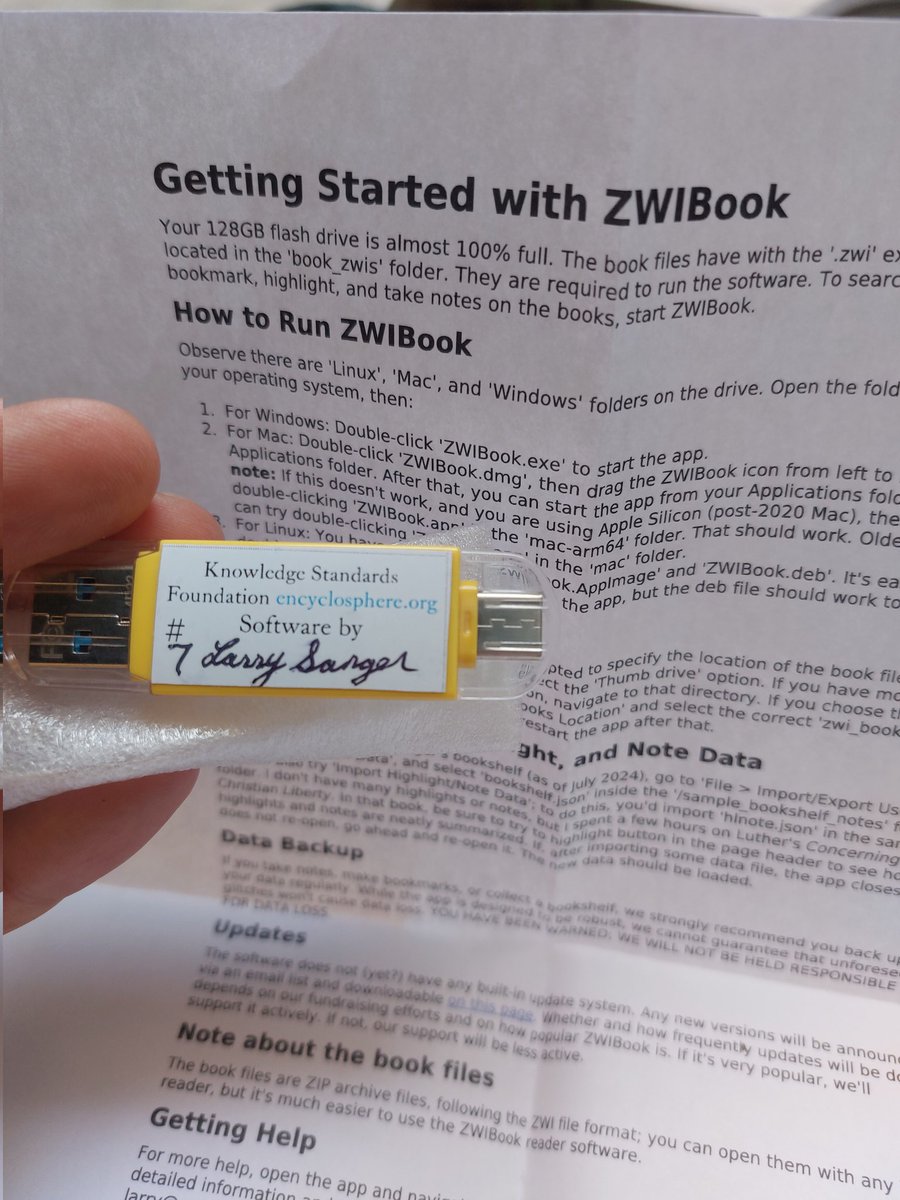 Getting Started with ZWIBook
Your 128GB flash drive is almost 100% full. The book files have with the '.zwi' ex
located in the 'book_zwis' folder. They are required to run the software. To searc
bookmark, highlight, and take notes on the books, start ZWIBook.
How to Run ZWIBook
Observe there are 'Linux', 'Mac', and 'Windows' folders on the drive. Open the fold
your operating system, then:
1. For Windows: Double-click 'ZWIBook.exe' to start the app.
2. For Mac: Double-click 'ZWIBook.dmg', then drag the ZWIBook icon from left to
Applications folder. After that, you can start the app from your Applications fold
note: If this doesn't work, and you are using Apple Silicon (post-2020 Mac), the
double-clicking 'ZWIBook.app' the 'mac-arm64' folder. That should work. Olde
can try double-clicking in the 'mac' folder.
3. For Linux: You have ok.AppImage' and 'ZWIBook.deb'. It's ea
the app, but the deb file should work to
Knowledge Standards
Foundation encyclosphere.org
Software by
# 7 Larry Sanger
pted to specify the location of the book file
ect the 'Thumb drive' option. If you have mo
on, navigate to that directory. If you choose t
ooks Location' and select the correct 'zwi_book
restart the app after that.
ght, and Note Data
a bookshelf (as of July 2024), go to 'File > Import/Export Us
data', and select 'bookshelf.json' inside the '/sample_bookshelf_notes' f
also try 'Import Highlight/Note Data'; to do this, you'd import 'hlnote.json' in the sam
folder. I don't have many highlights or notes, but I spent a few hours on Luther's Concerning
Christian Liberty. In that book, be sure to try to highlight button in the page header to see ho
highlights and notes are neatly summarized. If, after importing some data file, the app closes
does not re-open, go ahead and re-open it. The new data should be loaded.
Data Backup
If you take notes, make bookmarks, or collect a bookshelf, we strongly recommend you back up
your data regularly. While the app is designed to be robust, we cannot guarantee that unforese
glitches won't cause data loss. YOU HAVE BEEN WARNED: WE WILL NOT BE HELD RESPONSIBLE
FOR DATA LOSS.
Updates
The software does not (yet?) have any built-in update system. Any new versions will be announ
via an email list and downloadable on this page. Whether and how frequently updates will be do
depends on our fundraising efforts and on how popular ZWIBook is. If it's very popular, we'll
support it actively. If not, our support will be less active.
Note about the book files
The book files are ZIP archive files, following the ZWI file format; you can open them with any
reader, but it's much easier to use the ZWIBook reader software.
Getting Help
For more help, open the app and navi
detailed information
larry@